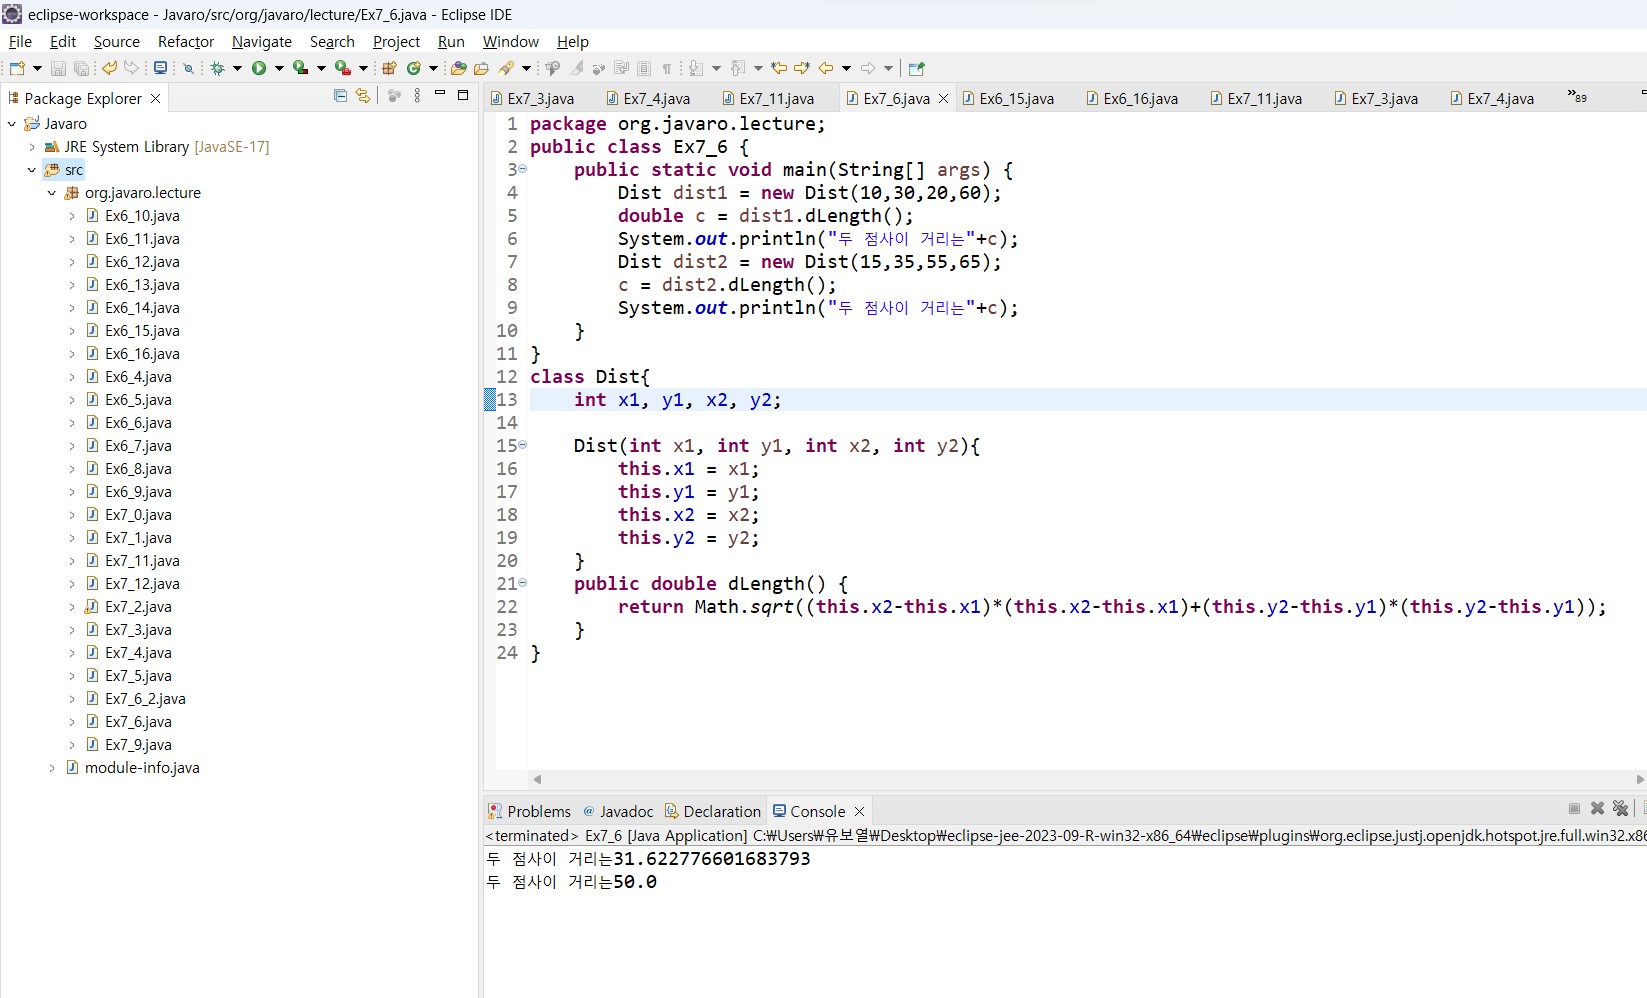 eclipse-workspace - Javaro/src/org/javaro/lecture/Ex7_6.java - Eclipse IDE
File Edit Source Refactor Navigate Search Project Run Window Help
Package Explorer
Ex7_3.java Ex7_4.java Ex7_11.java Ex7_6.java Ex6_15.java Ex6_16.java Ex7_11.java Ex7_3.java Ex7_4.java »89
Javaro
JRE System Library [JavaSE-17]
src
org.javaro.lecture
Ex6_10.java
Ex6_11.java
Ex6_12.java
Ex6_13.java
Ex6_14.java
Ex6_15.java
Ex6_16.java
Ex6_4.java
Ex6_5.java
Ex6_6.java
Ex6_7.java
Ex6_8.java
Ex6_9.java
Ex7_0.java
Ex7_1.java
Ex7_11.java
Ex7_12.java
Ex7_2.java
Ex7_3.java
Ex7_4.java
Ex7_5.java
Ex7_6_2.java
Ex7_6.java
Ex7_9.java
module-info.java
1 package org.javaro.lecture;
2 public class Ex7_6 {
3 public static void main(String[] args) {
4 Dist dist1 = new Dist(10,30,20,60);
5 double c = dist1.dLength();
6 System.out.println("두 점사이 거리는"+c);
7 Dist dist2 = new Dist(15,35,55,65);
8 c = dist2.dLength();
9 System.out.println("두 점사이 거리는"+c);
10 }
11 }
12 class Dist{
13 int x1, y1, x2, y2;
14
15 Dist(int x1, int y1, int x2, int y2){
16 this.x1 = x1;
17 this.y1 = y1;
18 this.x2 = x2;
19 this.y2 = y2;
20 }
21 public double dLength() {
22 return Math.sqrt((this.x2-this.x1)*(this.x2-this.x1)+(this.y2-this.y1)*(this.y2-this.y1));
23 }
24 }
Problems @ Javadoc Declaration Console
<terminated> Ex7_6 [Java Application] C:₩Users₩유보열₩Desktop₩eclipse-jee-2023-09-R-win32-x86_64₩eclipse₩plugins₩org.eclipse.justj.openjdk.hotspot.jre.full.win32.x86
두 점사이 거리는31.622776601683793
두 점사이 거리는50.0